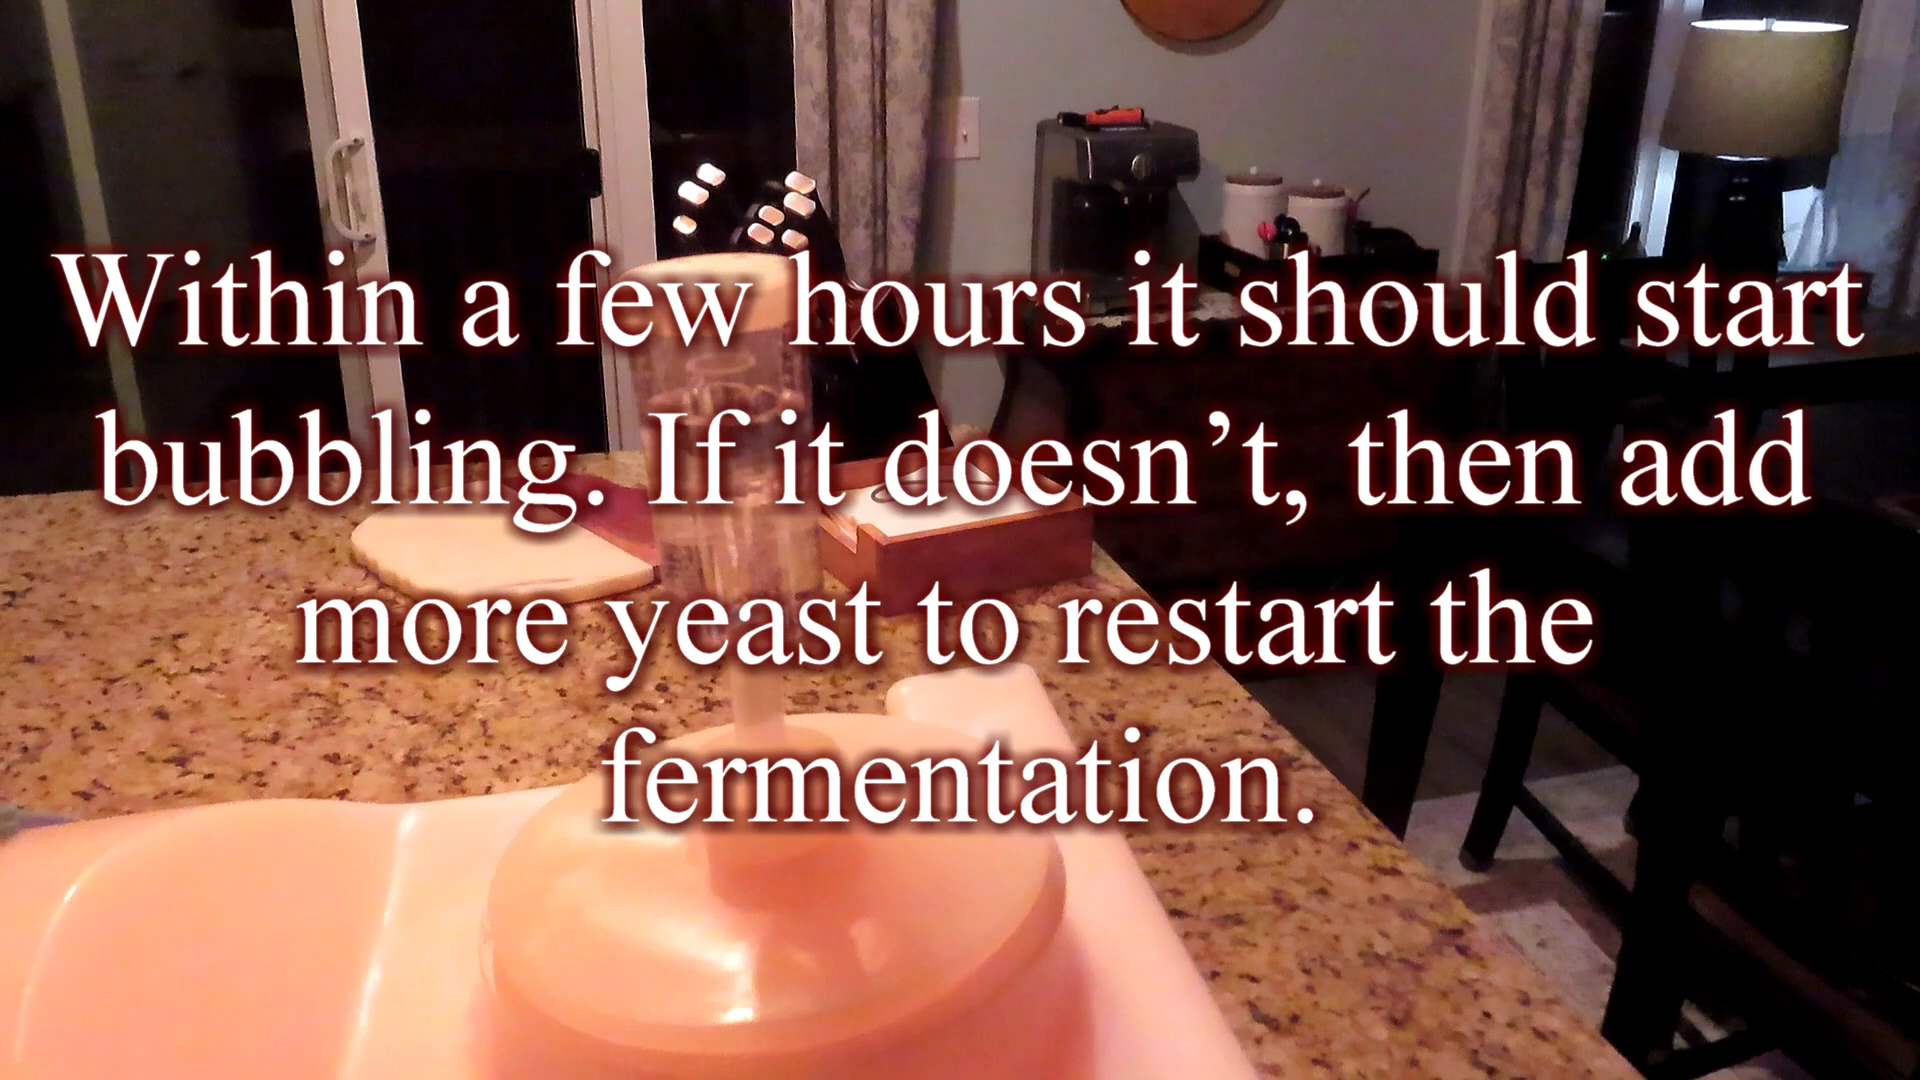 Within a few hours it should start
bubbling. If it doesn’t, then add
more yeast to restart the
fermentation.